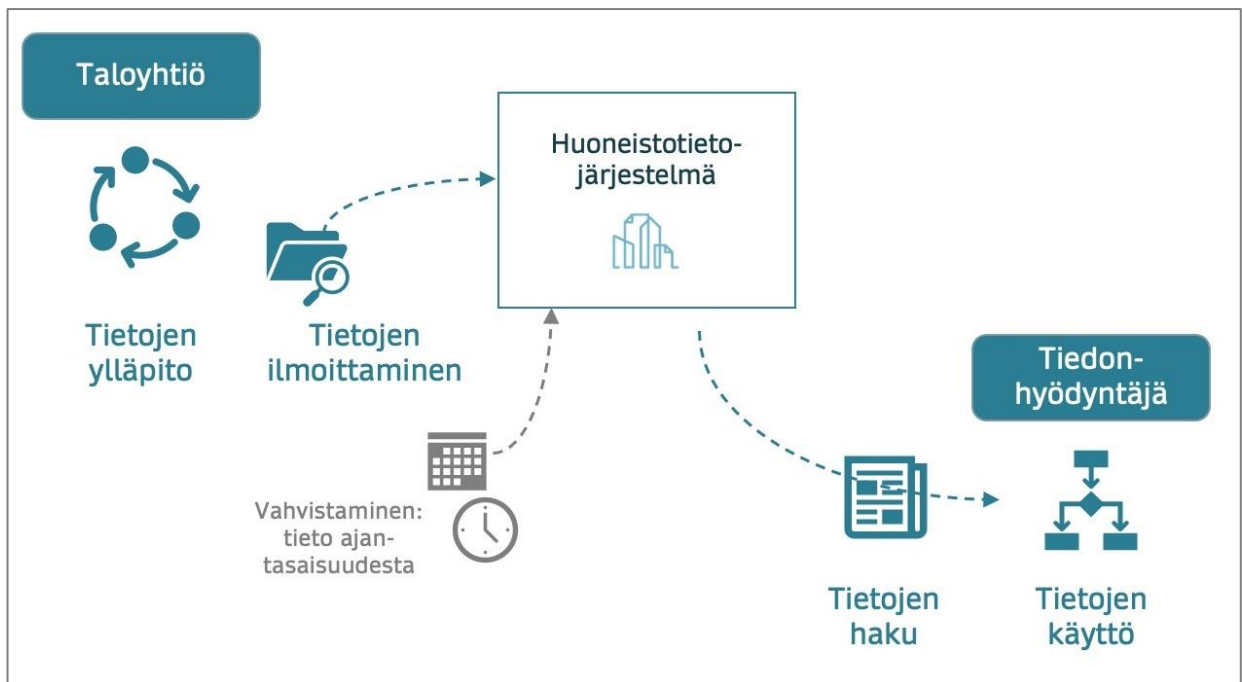 Taloyhtiö
Huoneistotieto-
järjestelmä
Tietojen
ylläpito
Tietojen
ilmoittaminen
Tiedon-
hyödyntäjä
Vahvistaminen:
tieto ajan-
tasaisuudesta
Tietojen
haku
Tietojen
käyttö